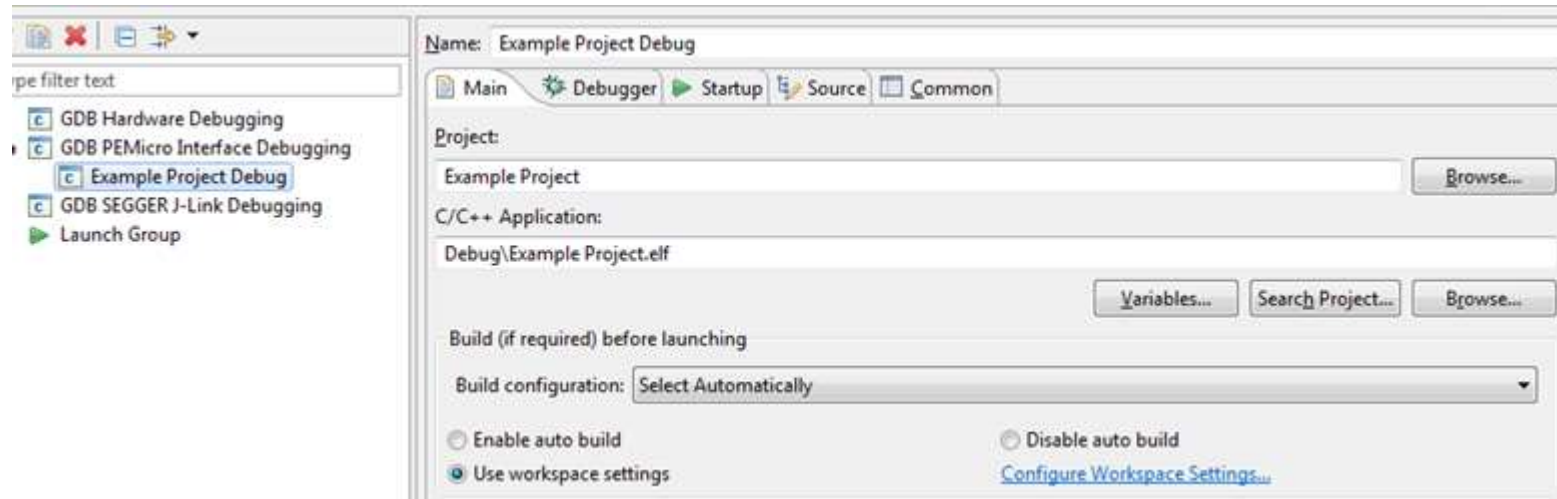 Name: Example Project Debug
ype filter text
Main Debugger Startup Source Common
GDB Hardware Debugging
GDB PEMicro Interface Debugging
Example Project Debug
GDB SEGGER J-Link Debugging
Launch Group
Project:
Example Project Browse...
C/C++ Application:
Debug\Example Project.elf
Variables... Search Project... Browse...
Build (if required) before launching
Build configuration: Select Automatically
Enable auto build Disable auto build
Use workspace settings Configure Workspace Settings...